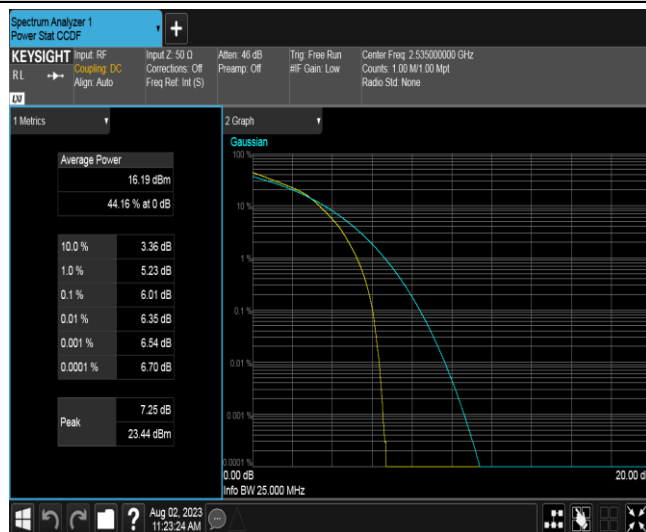 Spectrum Analyzer 1
Power Stat CCDF
+
KEYSIGHT
RL
LXI
Input: RF
Coupling: DC
Align: Auto
Input Z: 50 Ω
Corrections: Off
Freq Ref: Int (S)
Atten: 46 dB
Preamp: Off
Trig: Free Run
#IF Gain: Low
Center Freq: 2.535000000 GHz
Counts: 1.00 M/1.00 Mpt
Radio Std: None
1 Metrics
Average Power
16.19 dBm
44.16 % at 0 dB
10.0 % 3.36 dB
1.0 % 5.23 dB
0.1 % 6.01 dB
0.01 % 6.35 dB
0.001 % 6.54 dB
0.0001 % 6.70 dB
Peak
7.25 dB
23.44 dBm
2 Graph
Gaussian
100 %
10 %
1 %
0.1 %
0.01 %
0.001 %
0.0001 %
0.00 dB 20.00 dB
Info BW 25.000 MHz
?
Aug 02, 2023
11:23:24 AM